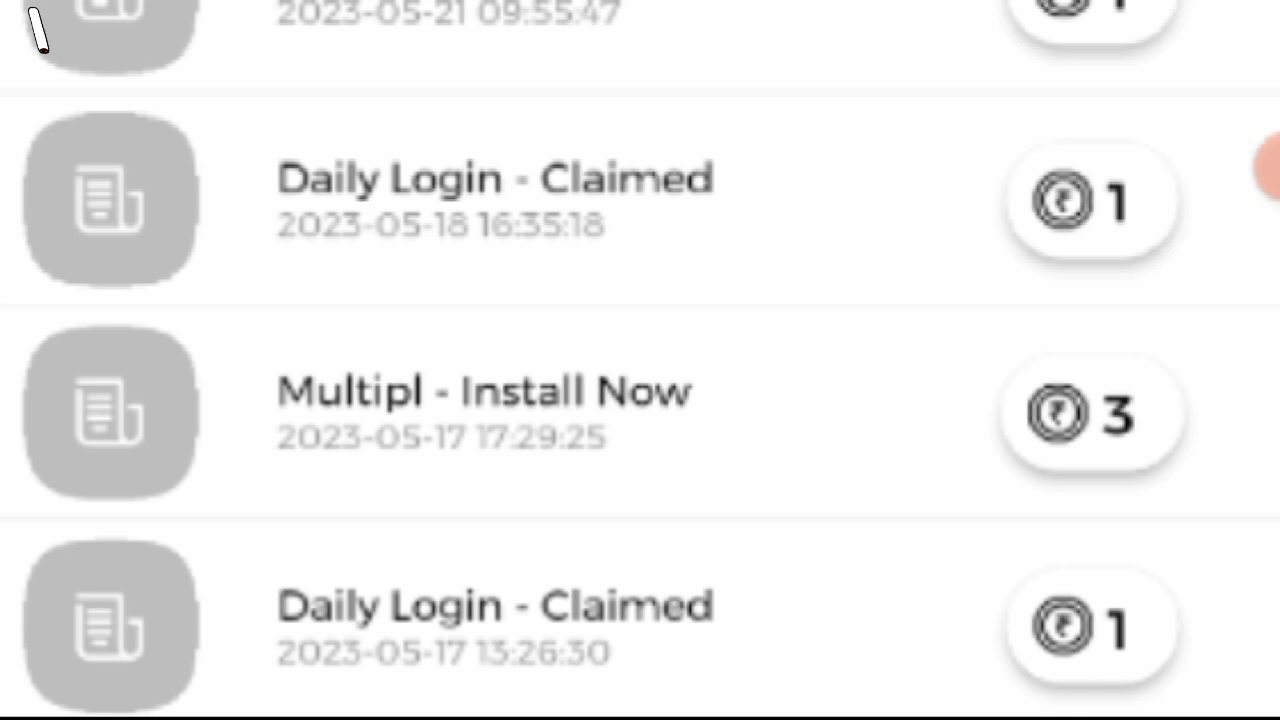 2023-05-21 09:55:47
Daily Login - Claimed
2023-05-18 16:35:18
₹ 1
Multipl - Install Now
2023-05-17 17:29:25
₹ 3
Daily Login - Claimed
2023-05-17 13:26:30
₹ 1